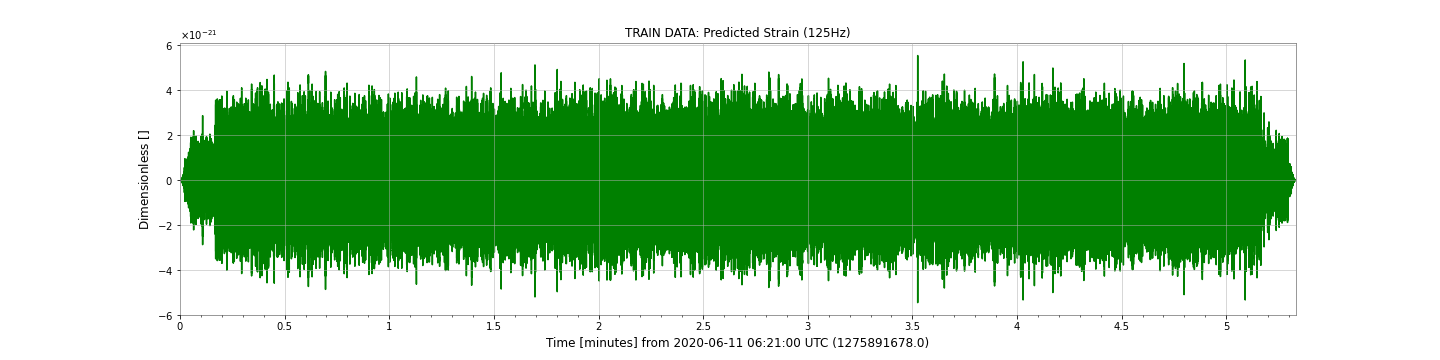 TRAIN DATA: Predicted Strain (125Hz)
×10⁻²¹
6
4
2
0
−2
−4
−6
Dimensionless []
0 0.5 1 1.5 2 2.5 3 3.5 4 4.5 5
Time [minutes] from 2020-06-11 06:21:00 UTC (1275891678.0)